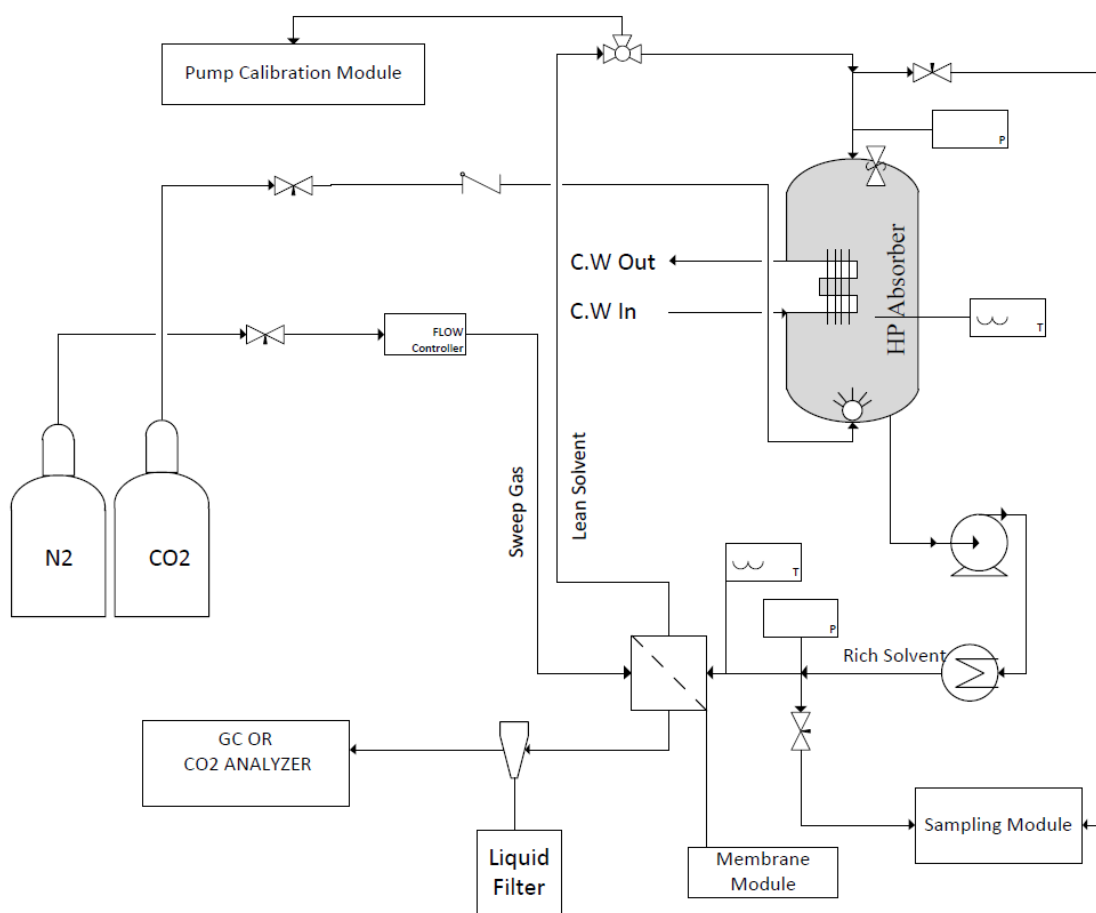 Pump Calibration Module
P
C.W Out
C.W In
HP Absorber
T
FLOW
Controller
N2
CO2
Sweep Gas
Lean Solvent
T
P
Rich Solvent
GC OR
CO2 ANALYZER
Sampling Module
Liquid
Filter
Membrane
Module